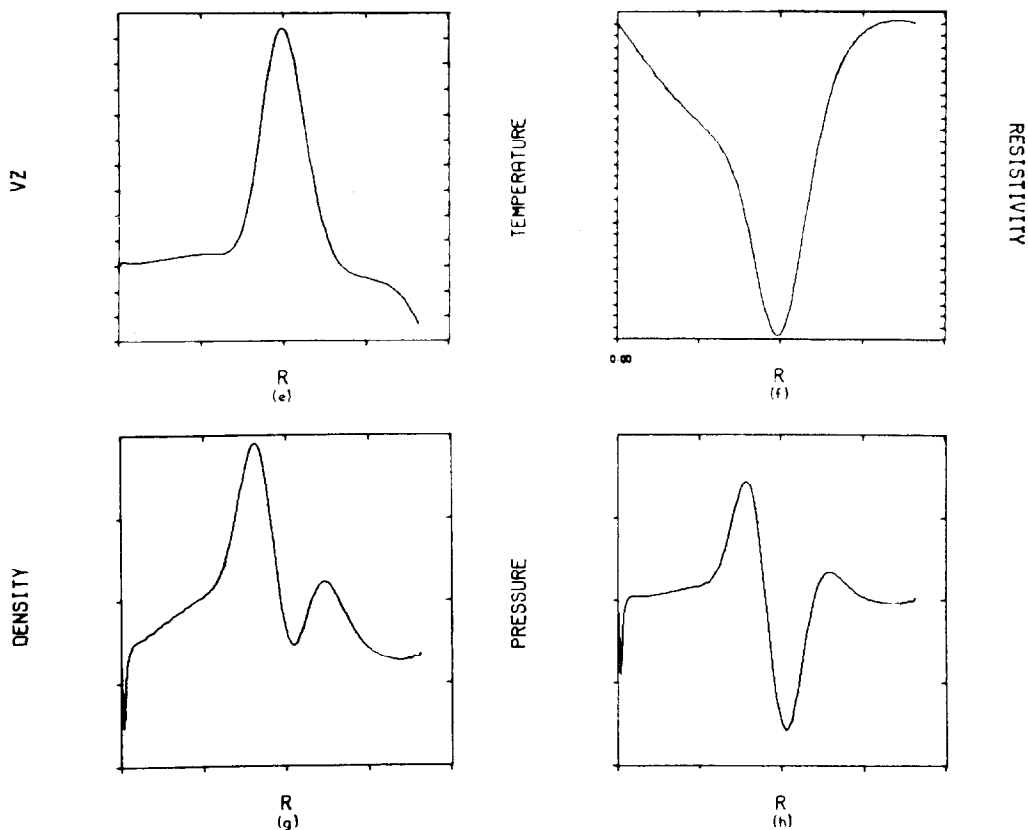 VZ
TEMPERATURE
RESISTIVITY
R
(e)
0.80
R
(f)
DENSITY
PRESSURE
R
(g)
R
(h)